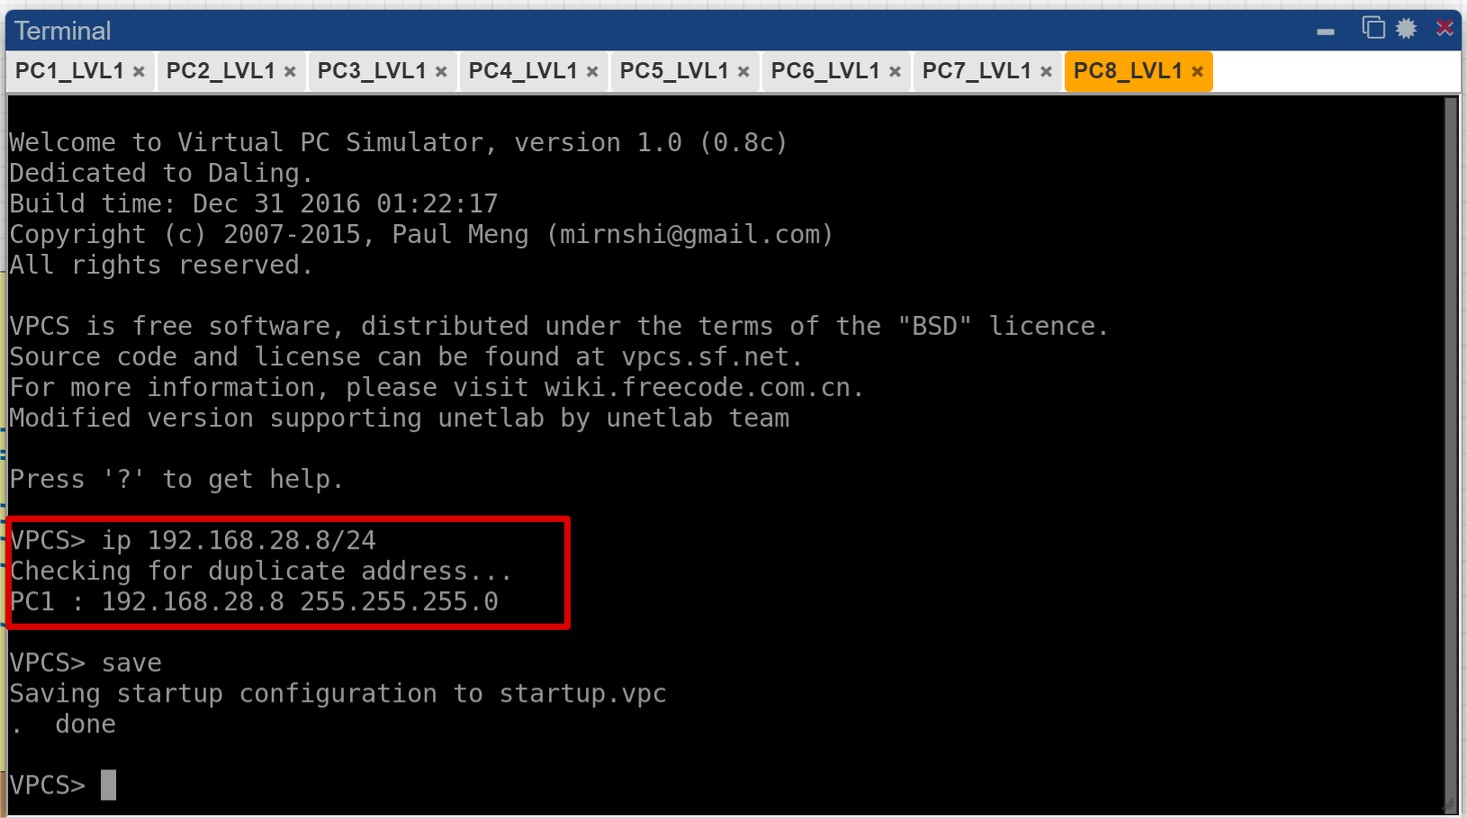 Terminal
PC1_LVL1 × PC2_LVL1 × PC3_LVL1 × PC4_LVL1 × PC5_LVL1 × PC6_LVL1 × PC7_LVL1 × PC8_LVL1 ×
Welcome to Virtual PC Simulator, version 1.0 (0.8c)
Dedicated to Daling.
Build time: Dec 31 2016 01:22:17
Copyright (c) 2007-2015, Paul Meng (mirnshi@gmail.com)
All rights reserved.
VPCS is free software, distributed under the terms of the "BSD" licence.
Source code and license can be found at vpcs.sf.net.
For more information, please visit wiki.freecode.com.cn.
Modified version supporting unetlab by unetlab team
Press '?' to get help.
VPCS> ip 192.168.28.8/24
Checking for duplicate address...
PC1 : 192.168.28.8 255.255.255.0
VPCS> save
Saving startup configuration to startup.vpc
.  done
VPCS>